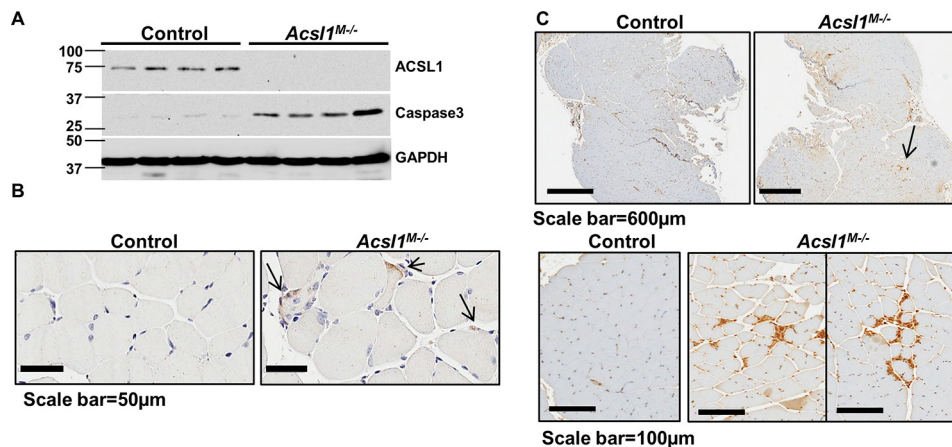 A
Control Acsl1M-/-
100
75
ACSL1
37
25
Caspase3
50
37
GAPDH
B
Control Acsl1M-/-
Scale bar=50µm
C
Control Acsl1M-/-
Scale bar=600µm
Control Acsl1M-/-
Scale bar=100µm